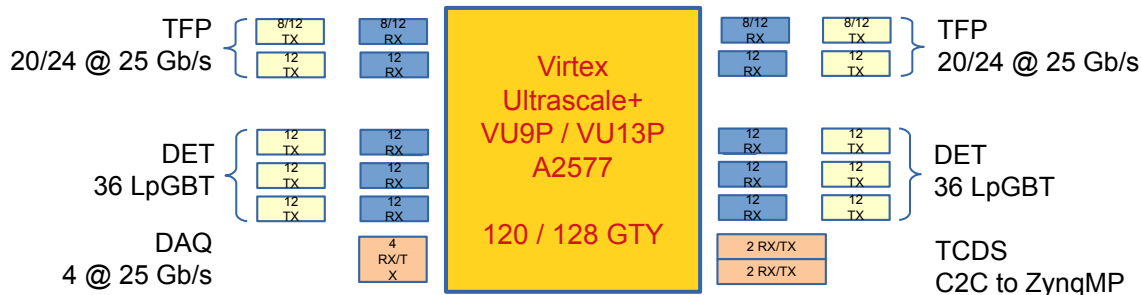 TFP
20/24 @ 25 Gb/s
8/12
TX
8/12
RX
12
TX
12
RX
DET
36 LpGBT
12
TX
12
RX
12
TX
12
RX
12
TX
12
RX
DAQ
4 @ 25 Gb/s
4
RX/T
X
Virtex
Ultrascale+
VU9P / VU13P
A2577
120 / 128 GTY
8/12
RX
8/12
TX
12
RX
12
TX
TFP
20/24 @ 25 Gb/s
12
RX
12
TX
12
RX
12
TX
12
RX
12
TX
DET
36 LpGBT
2 RX/TX
2 RX/TX
TCDS
C2C to ZynqMP